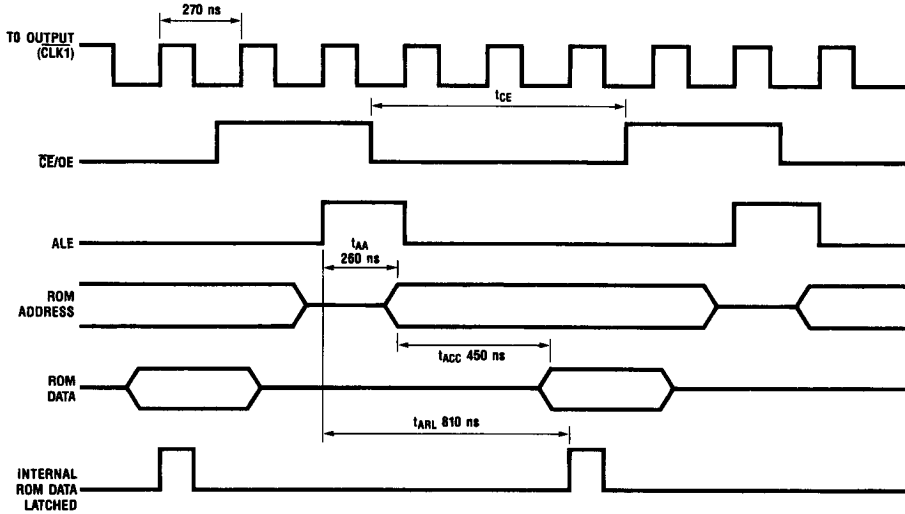 270 ns
T0 OUTPUT
(CLK1)
tCE
CE/OE
ALE
tAA
260 ns
ROM
ADDRESS
tACC 450 ns
ROM
DATA
tARL 810 ns
INTERNAL
ROM DATA
LATCHED